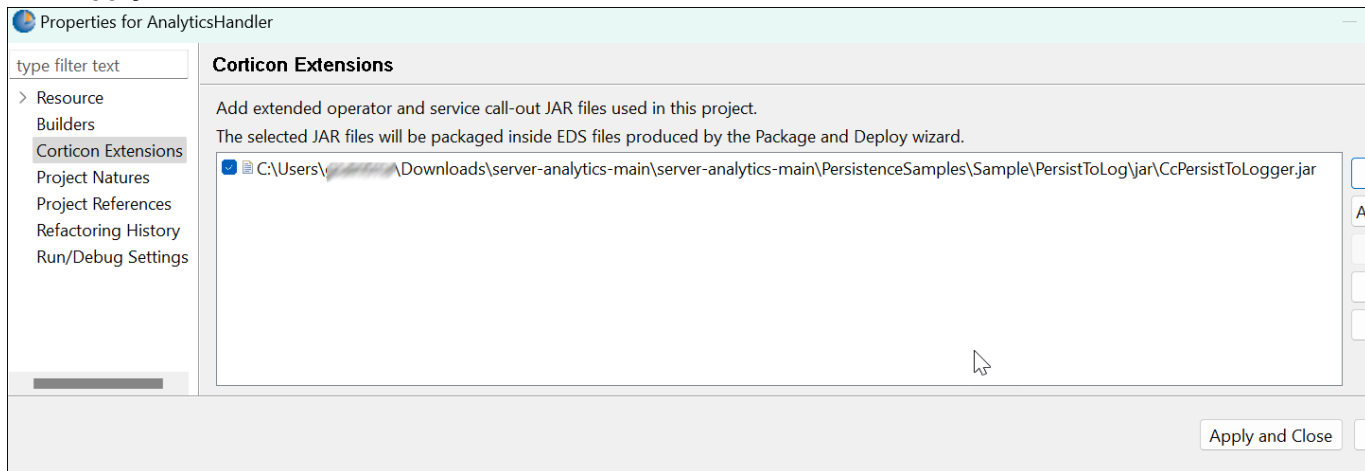 Properties for AnalyticsHandler
type filter text
Corticon Extensions
Resource
Builders
Corticon Extensions
Project Natures
Project References
Refactoring History
Run/Debug Settings
Add extended operator and service call-out JAR files used in this project.
The selected JAR files will be packaged inside EDS files produced by the Package and Deploy wizard.
C:\Users\ \Downloads\server-analytics-main\server-analytics-main\PersistenceSamples\Sample\PersistToLog\jar\CcPersistToLogger.jar
A
Apply and Close